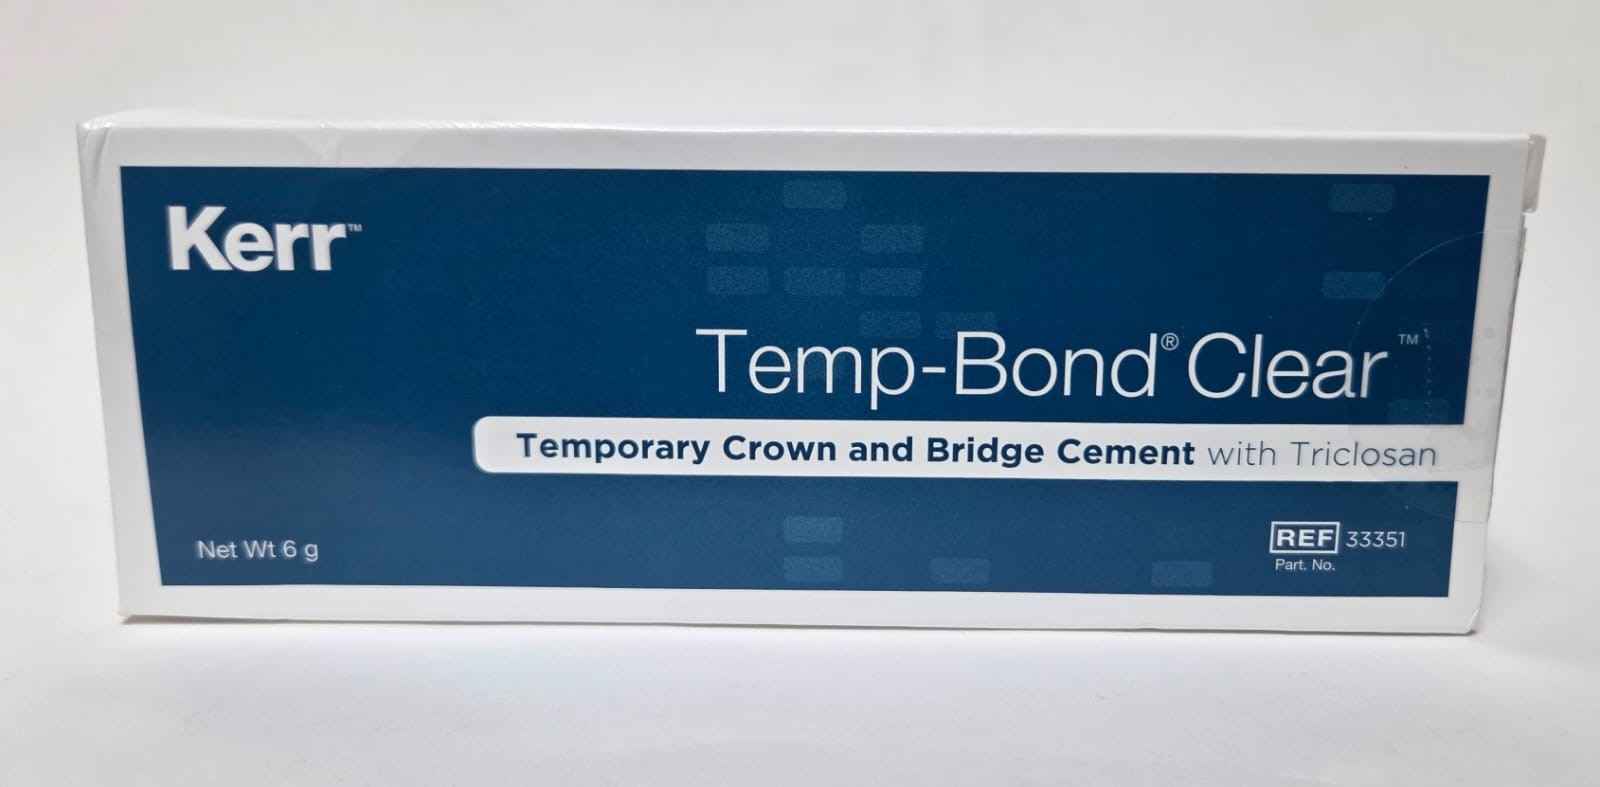 Kerr™
Temp-Bond® Clear™
Temporary Crown and Bridge Cement with Triclosan
Net Wt 6 g
REF 33351
Part. No.